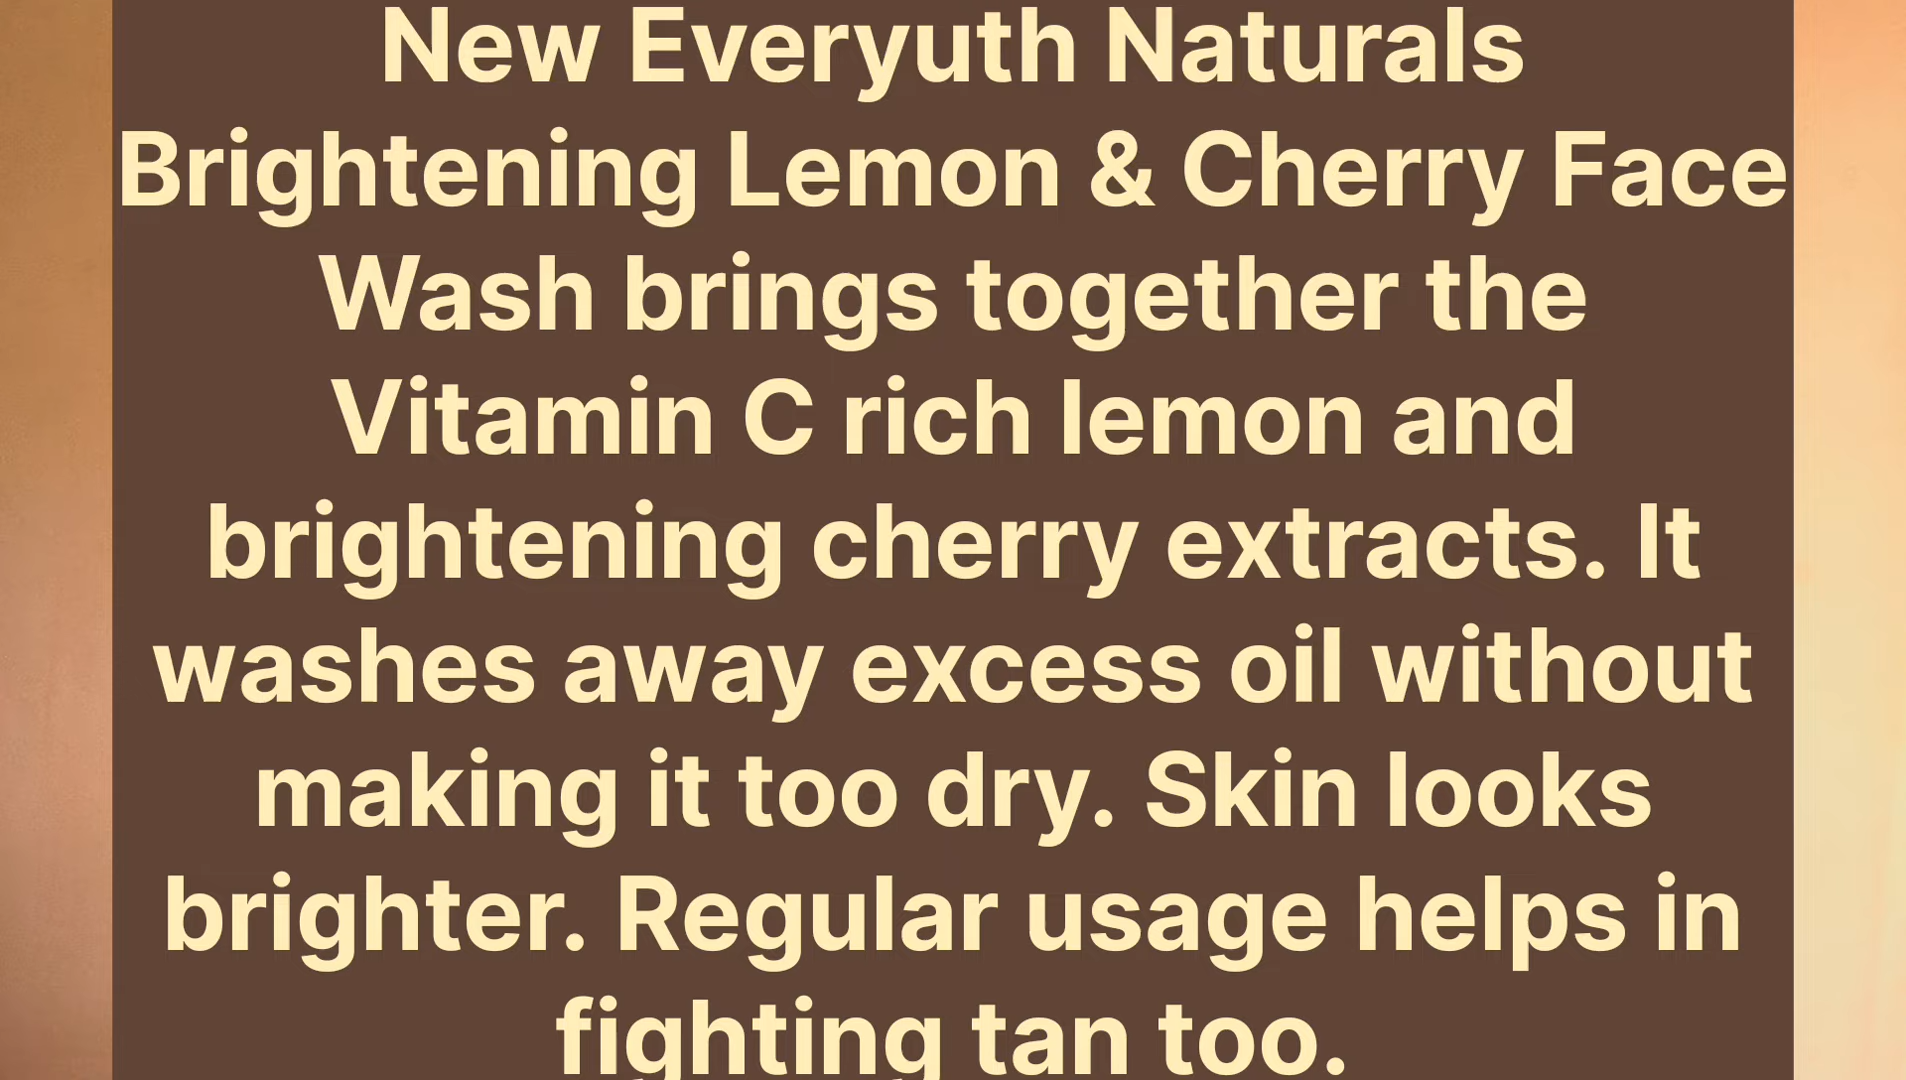 New Everyuth Naturals
Brightening Lemon & Cherry Face
Wash brings together the
Vitamin C rich lemon and
brightening cherry extracts. It
washes away excess oil without
making it too dry. Skin looks
brighter. Regular usage helps in
fighting tan too.